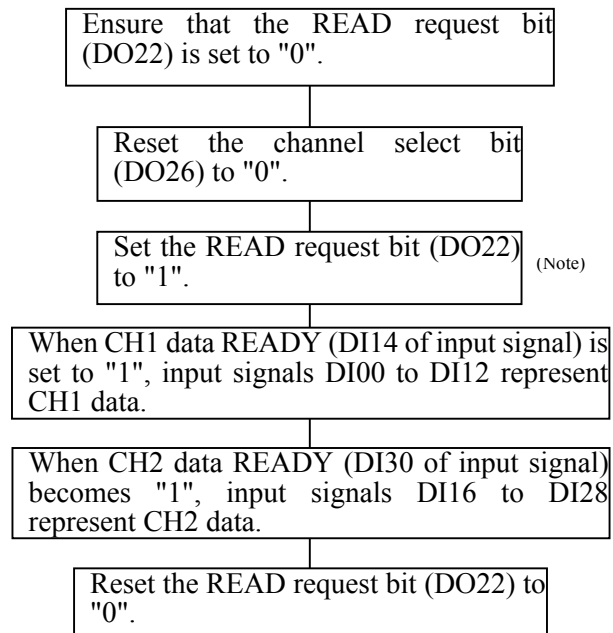 Ensure that the READ request bit
(DO22) is set to "0".
Reset the channel select bit
(DO26) to "0".
Set the READ request bit (DO22)
to "1".
(Note)
When CH1 data READY (DI14 of input signal) is
set to "1", input signals DI00 to DI12 represent
CH1 data.
When CH2 data READY (DI30 of input signal)
becomes "1", input signals DI16 to DI28
represent CH2 data.
Reset the READ request bit (DO22) to
"0".